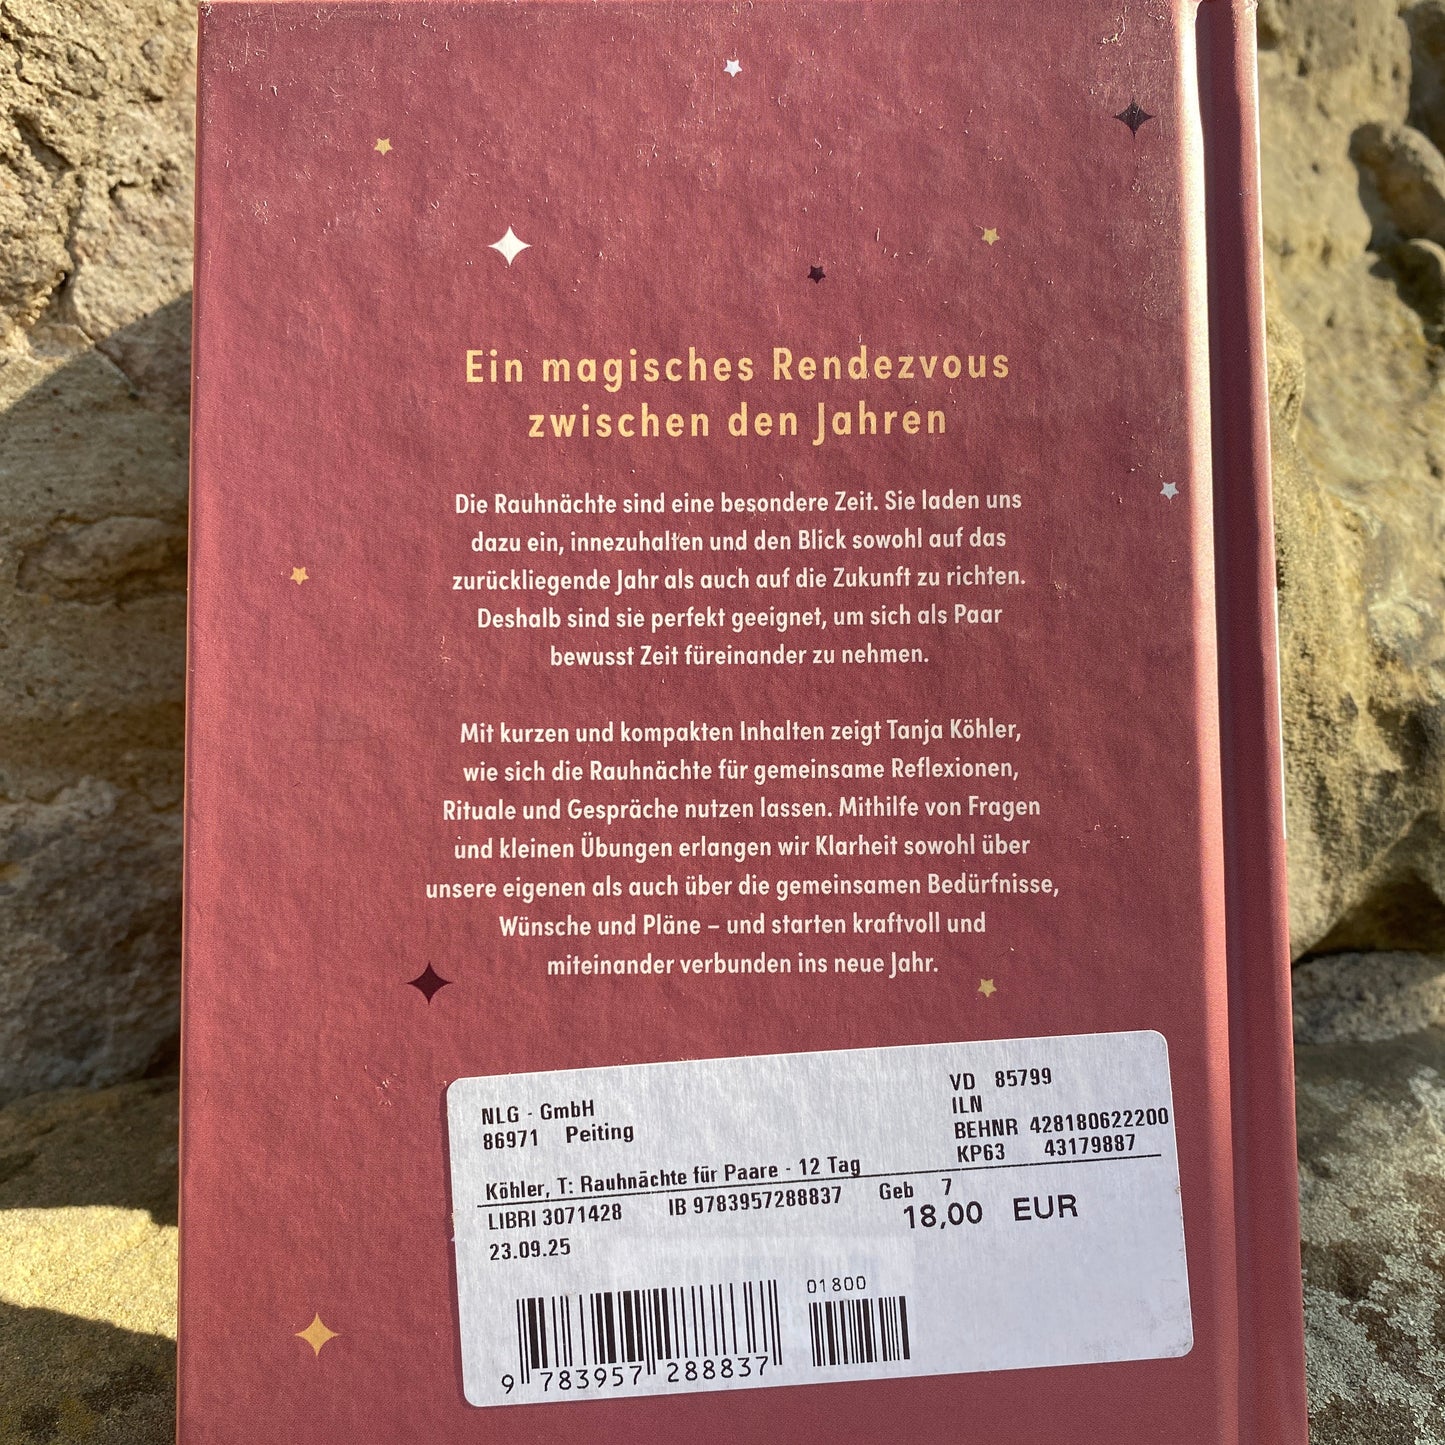 Ein magisches Rendezvous
zwischen den Jahren
Die Rauhnächte sind eine besondere Zeit. Sie laden uns
dazu ein, innezuhalten und den Blick sowohl auf das
zurückliegende Jahr als auch auf die Zukunft zu richten.
Deshalb sind sie perfekt geeignet, um sich als Paar
bewusst Zeit füreinander zu nehmen.
Mit kurzen und kompakten Inhalten zeigt Tanja Köhler,
wie sich die Rauhnächte für gemeinsame Reflexionen,
Rituale und Gespräche nutzen lassen. Mithilfe von Fragen
und kleinen Übungen erlangen wir Klarheit sowohl über
unsere eigenen als auch über die gemeinsamen Bedürfnisse,
Wünsche und Pläne – und starten kraftvoll und
miteinander verbunden ins neue Jahr.
NLG - GmbH
86971 Peiting
VD 85799
ILN
BEHNR 428180622200
KP63 43179887
Köhler, T: Rauhnächte für Paare - 12 Tag
LIBRI 3071428 IB 9783957288837 Geb 7
18,00 EUR
23.09.25
01800
9 783957 288837